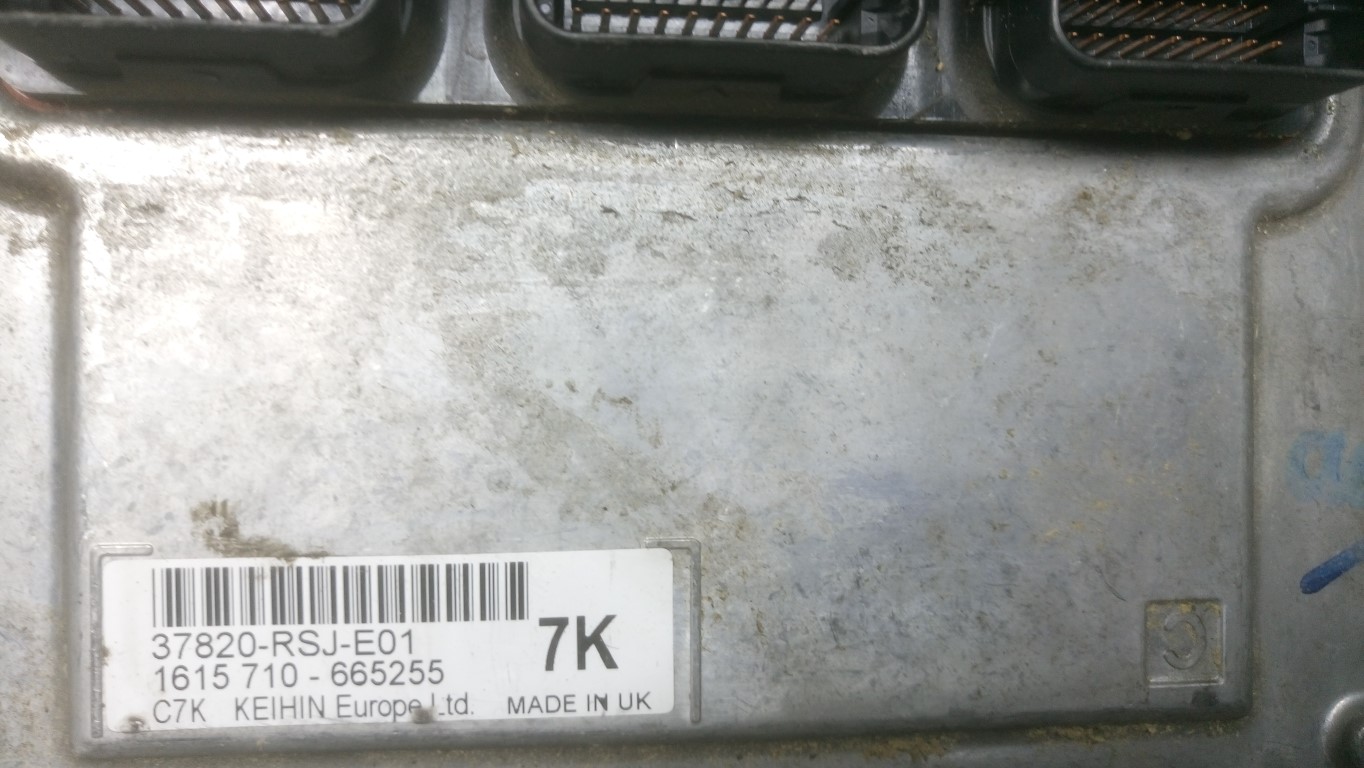 37820-RSJ-E01
7K
1615 710 - 665255
C7K KEIHIN Europe Ltd. MADE IN UK